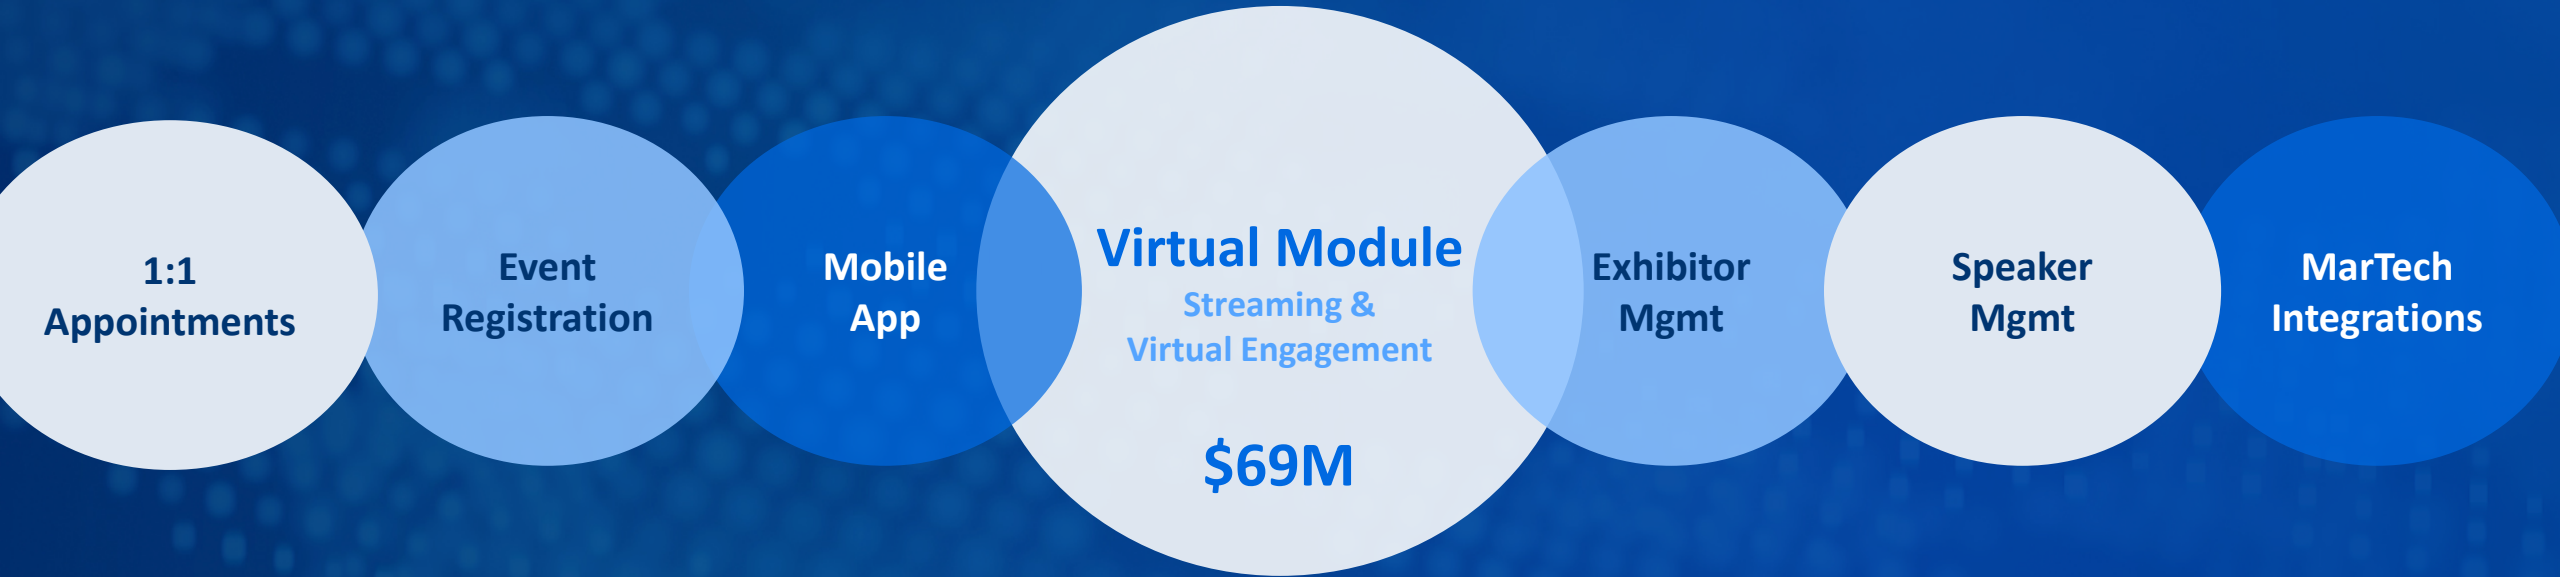 1:1
Appointments
Event
Registration
Mobile
App
Virtual Module
Streaming &
Virtual Engagement
$69M
Exhibitor
Mgmt
Speaker
Mgmt
MarTech
Integrations